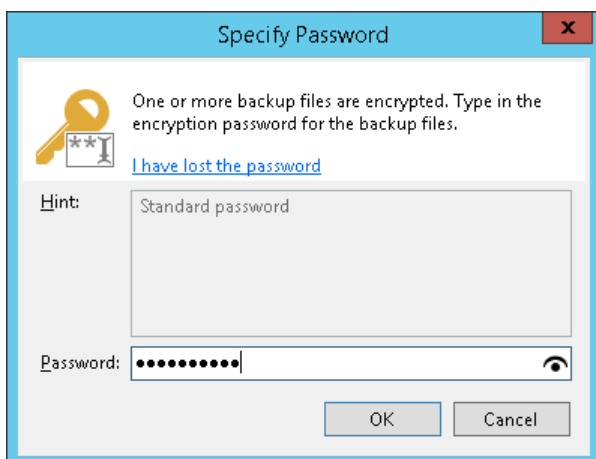 Specify Password
x
One or more backup files are encrypted. Type in the
encryption password for the backup files.
**
I have lost the password
Hint:
Standard password
Password:
••••••••••
OK
Cancel